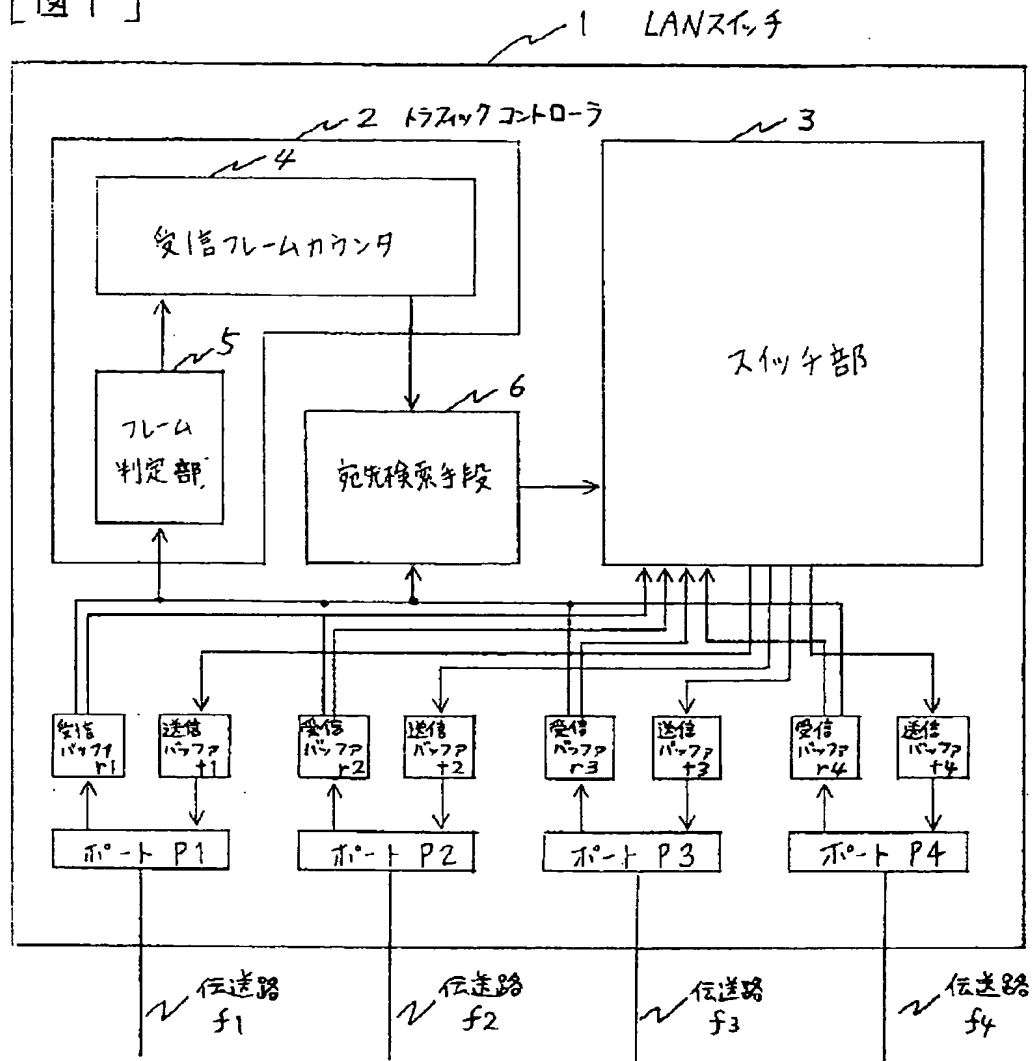 [図1]
1 LANスイッチ
2 トラフィックコントローラ
3
4
受信フレームカウンタ
5
フレーム
判定部
6
宛先検索手段
スイッチ部
受信
バッファ
r1
送信
バッファ
t1
受信
バッファ
r2
送信
バッファ
t2
受信
バッファ
r3
送信
バッファ
t3
受信
バッファ
r4
送信
バッファ
t4
ポート P1
ポート P2
ポート P3
ポート P4
伝送路
f1
伝送路
f2
伝送路
f3
伝送路
f4